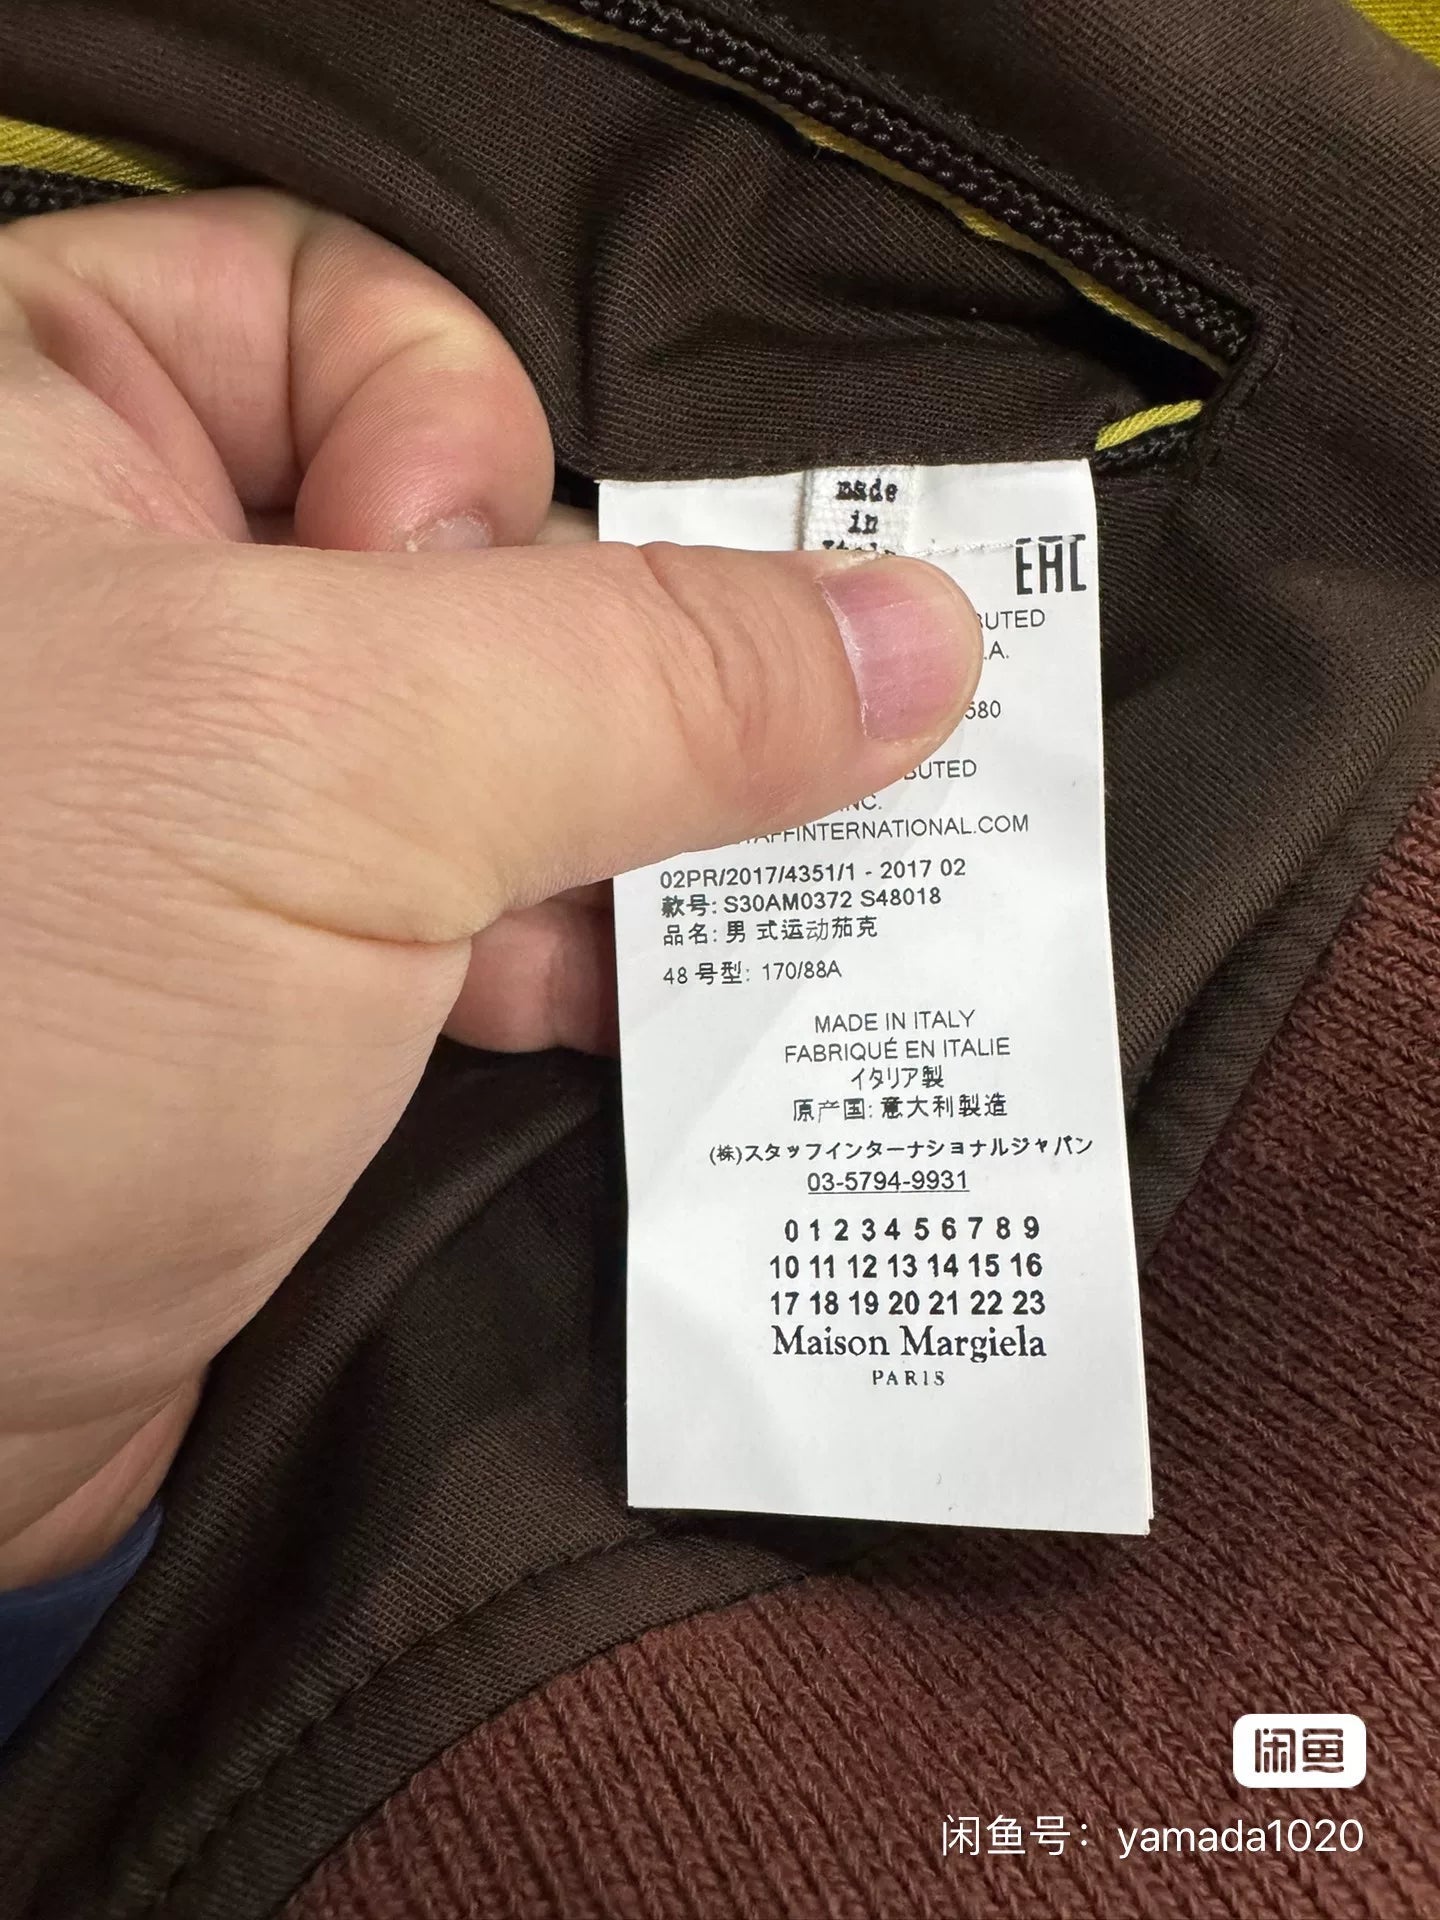 made
in
EAC
BUTED
.A.
580
BUTED
INC.
AFFINTERNATIONAL.COM
02PR/2017/4351/1 - 2017 02
款号: S30AM0372 S48018
品名: 男 式运动茄克
48 号型: 170/88A
MADE IN ITALY
FABRIQUÉ EN ITALIE
イタリア製
原产国: 意大利製造
(株)スタッフインターナショナルジャパン
03-5794-9931
0 1 2 3 4 5 6 7 8 9
10 11 12 13 14 15 16
17 18 19 20 21 22 23
Maison Margiela
PARIS
闲鱼
闲鱼号：yamada1020